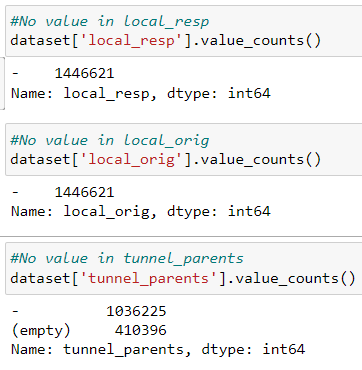 #No value in local_resp
dataset['local_resp'].value_counts()
-    1446621
Name: local_resp, dtype: int64
#No value in local_orig
dataset['local_orig'].value_counts()
-    1446621
Name: local_orig, dtype: int64
#No value in tunnel_parents
dataset['tunnel_parents'].value_counts()
-          1036225
(empty)     410396
Name: tunnel_parents, dtype: int64